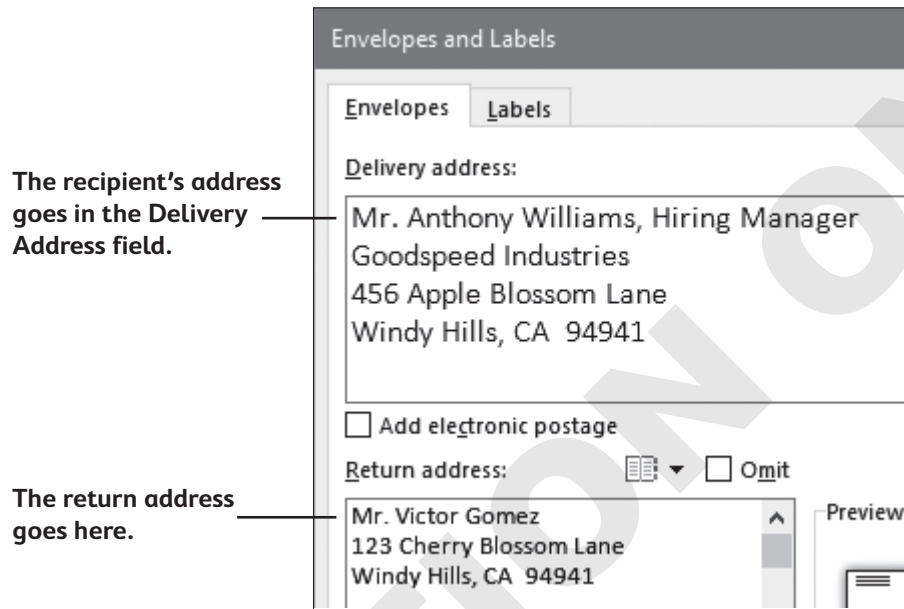 Envelopes and Labels
Envelopes Labels
Delivery address:
The recipient's address
goes in the Delivery
Address field.
Mr. Anthony Williams, Hiring Manager
Goodspeed Industries
456 Apple Blossom Lane
Windy Hills, CA  94941
Add electronic postage
Return address:
Omit
The return address
goes here.
Mr. Victor Gomez
123 Cherry Blossom Lane
Windy Hills, CA  94941
Preview